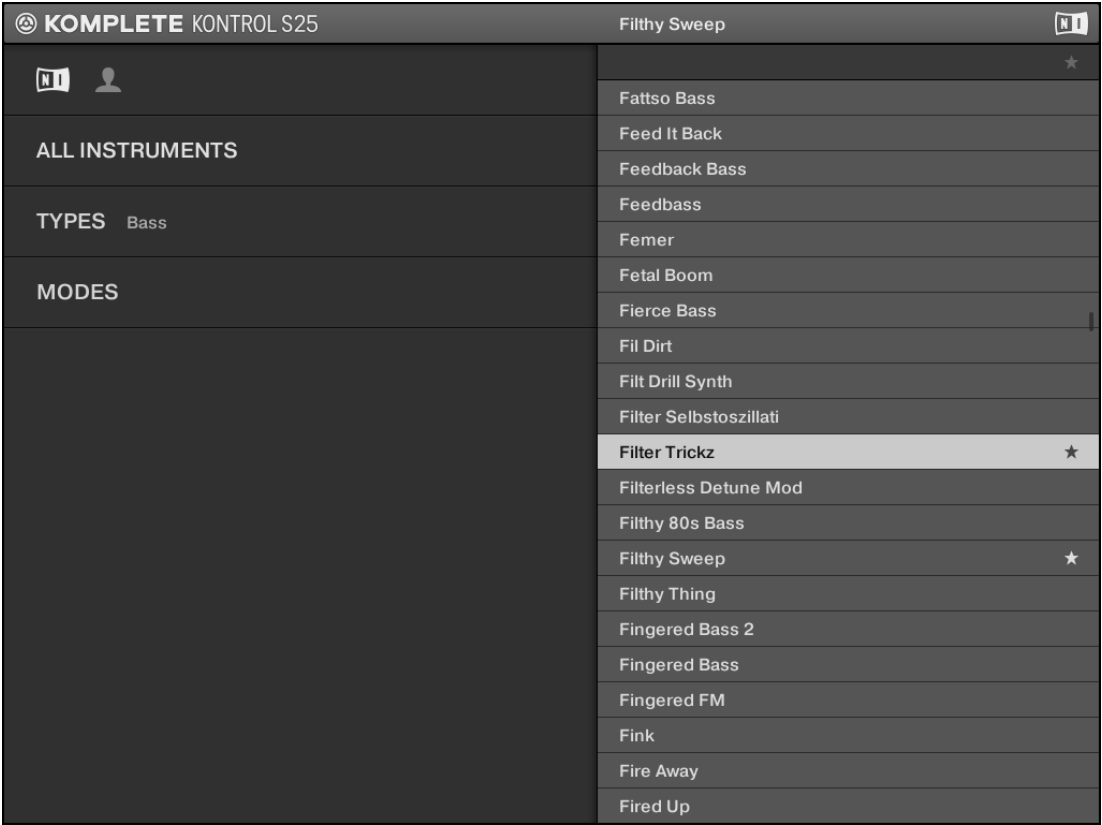 KOMPLETE KONTROL S25
Filthy Sweep
NI
NI
ALL INSTRUMENTS
TYPES Bass
MODES
Fattso Bass
Feed It Back
Feedback Bass
Feedbass
Femer
Fetal Boom
Fierce Bass
Fil Dirt
Filt Drill Synth
Filter Selbstoszillati
Filter Trickz
Filterless Detune Mod
Filthy 80s Bass
Filthy Sweep
Filthy Thing
Fingered Bass 2
Fingered Bass
Fingered FM
Fink
Fire Away
Fired Up